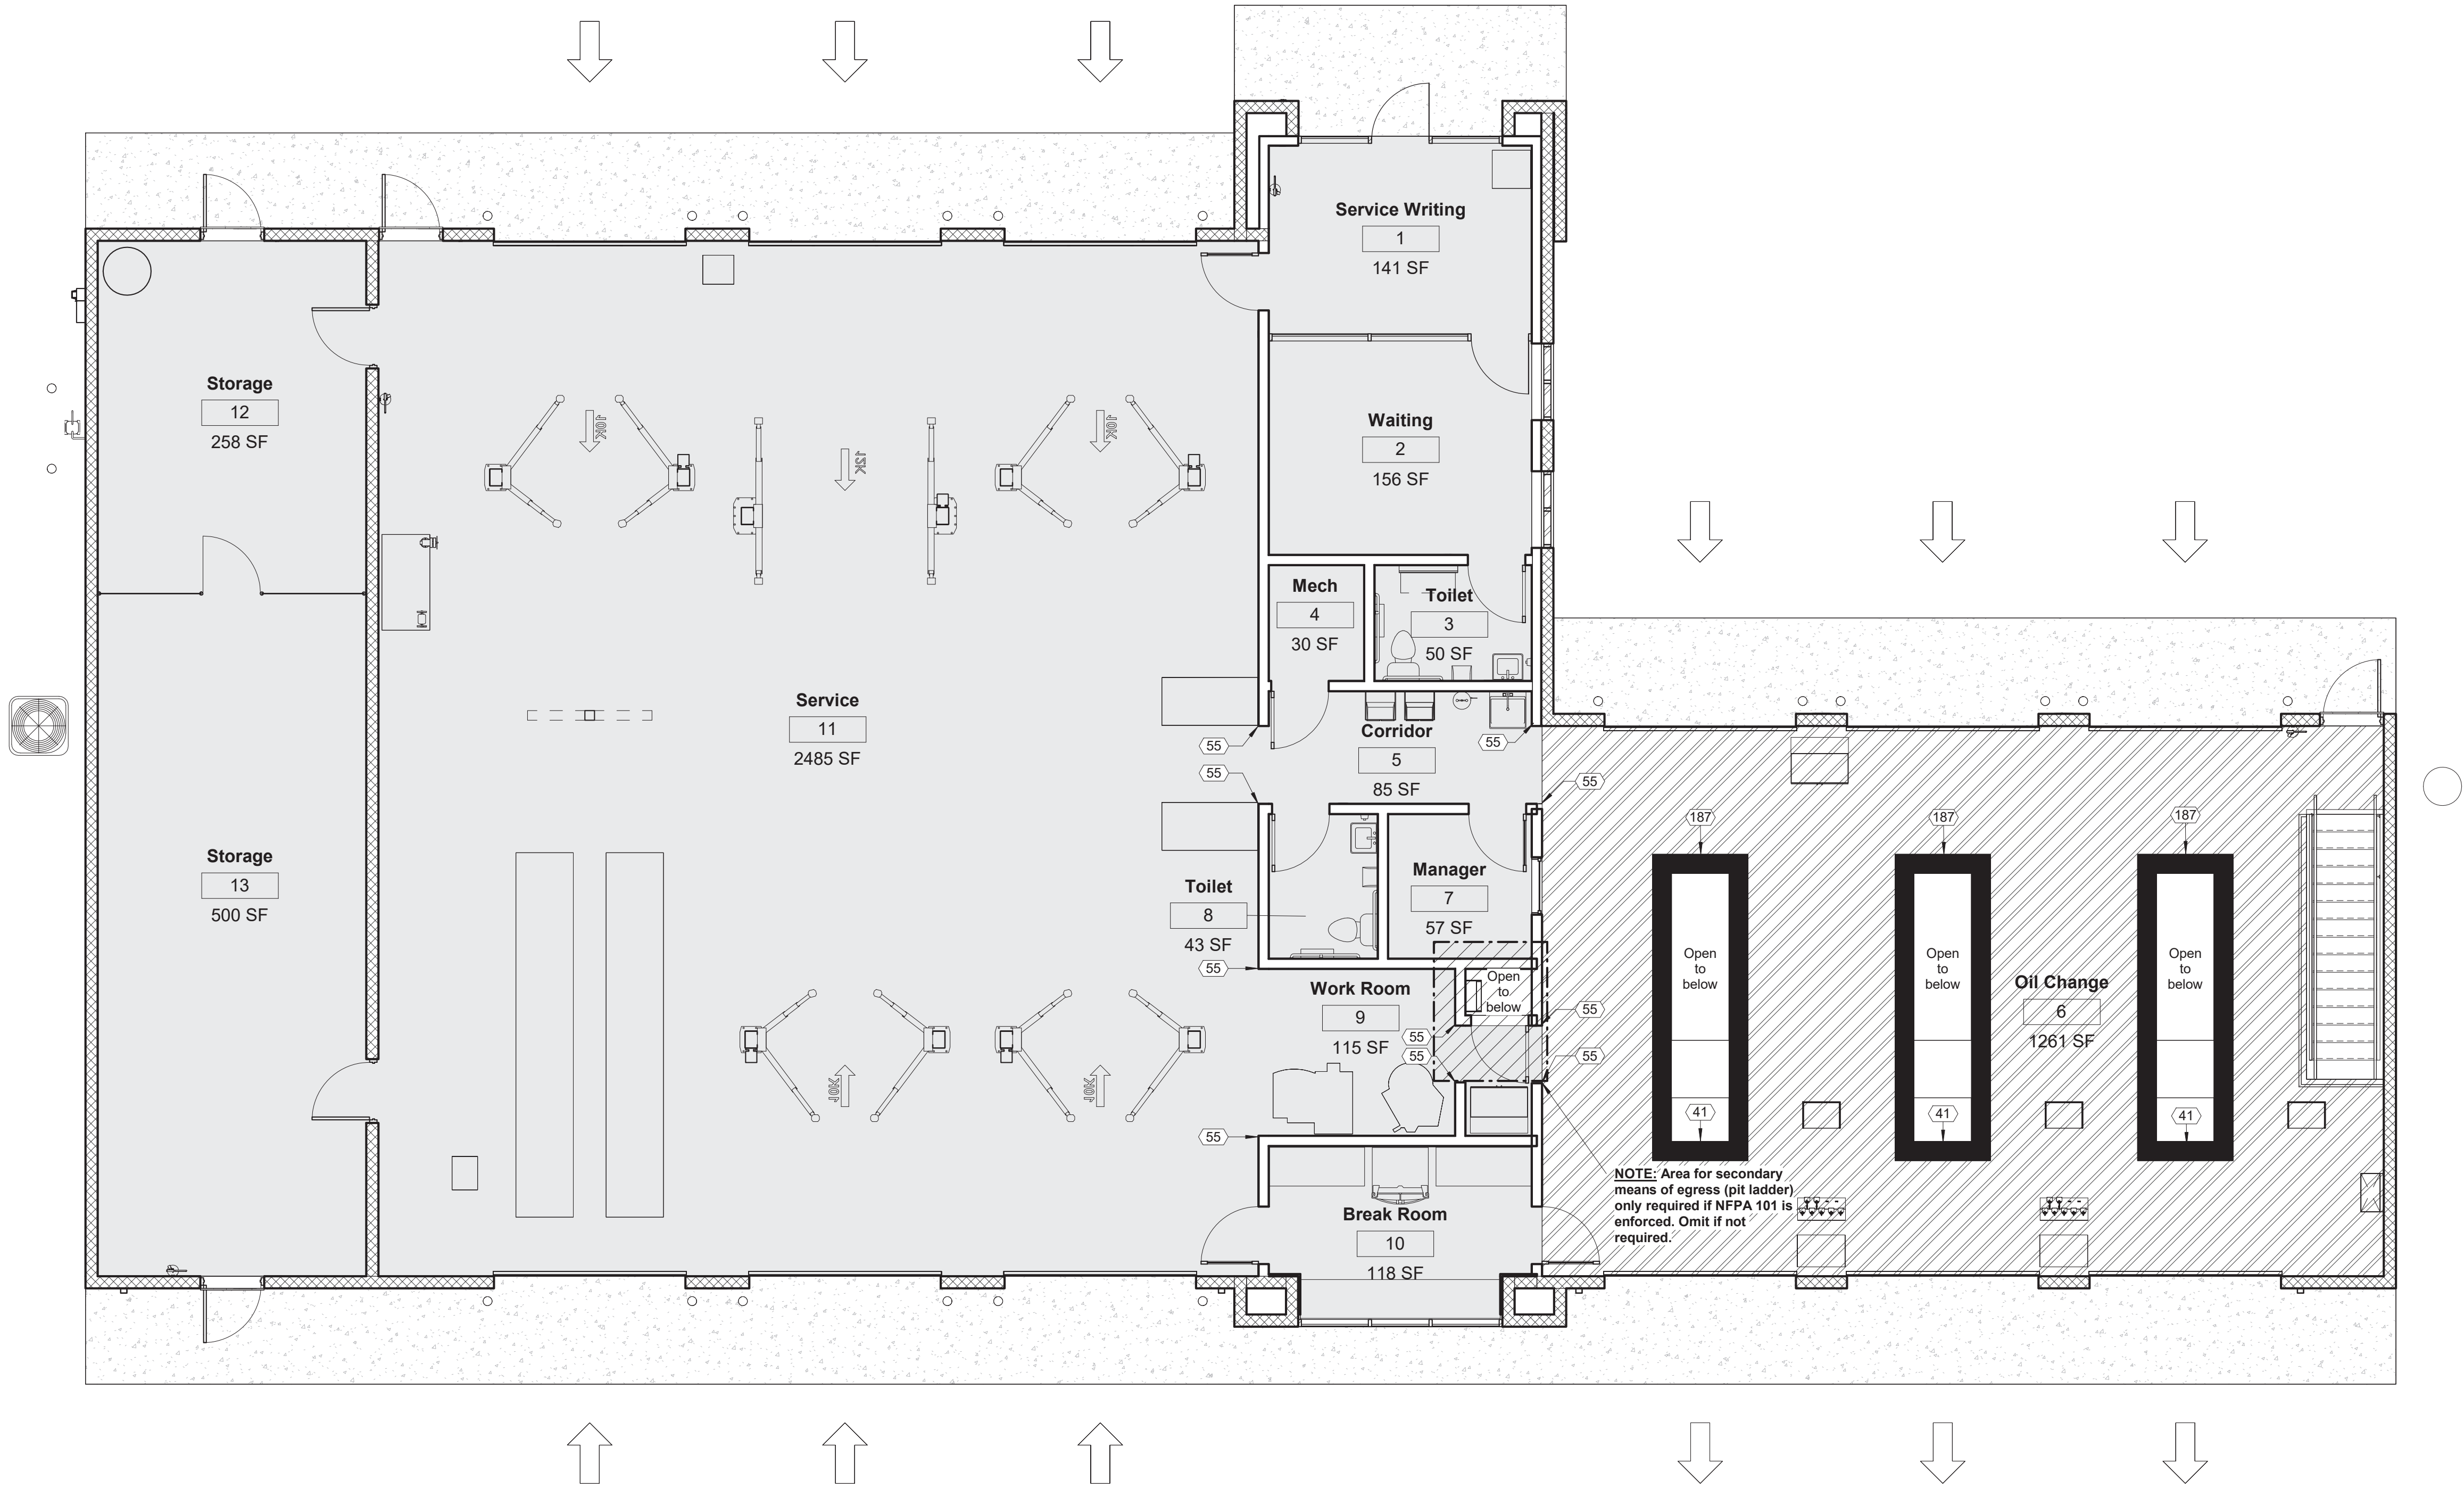 Service Writing
1
141 SF
Storage
12
258 SF
10K
12K
10K
Waiting
2
156 SF
Mech
4
30 SF
Toilet
3
50 SF
Service
11
2485 SF
55
55
Corridor
5
85 SF
55
55
187
187
187
Storage
13
500 SF
Toilet
8
43 SF
Manager
7
57 SF
55
Work Room
9
115 SF
Open
to
below
55
55
55
55
Open
to
below
Open
to
below
Open
to
below
Oil Change
6
1261 SF
10K
10K
55
41
41
41
NOTE: Area for secondary
means of egress (pit ladder)
only required if NFPA 101 is
enforced. Omit if not
required.
Break Room
10
118 SF